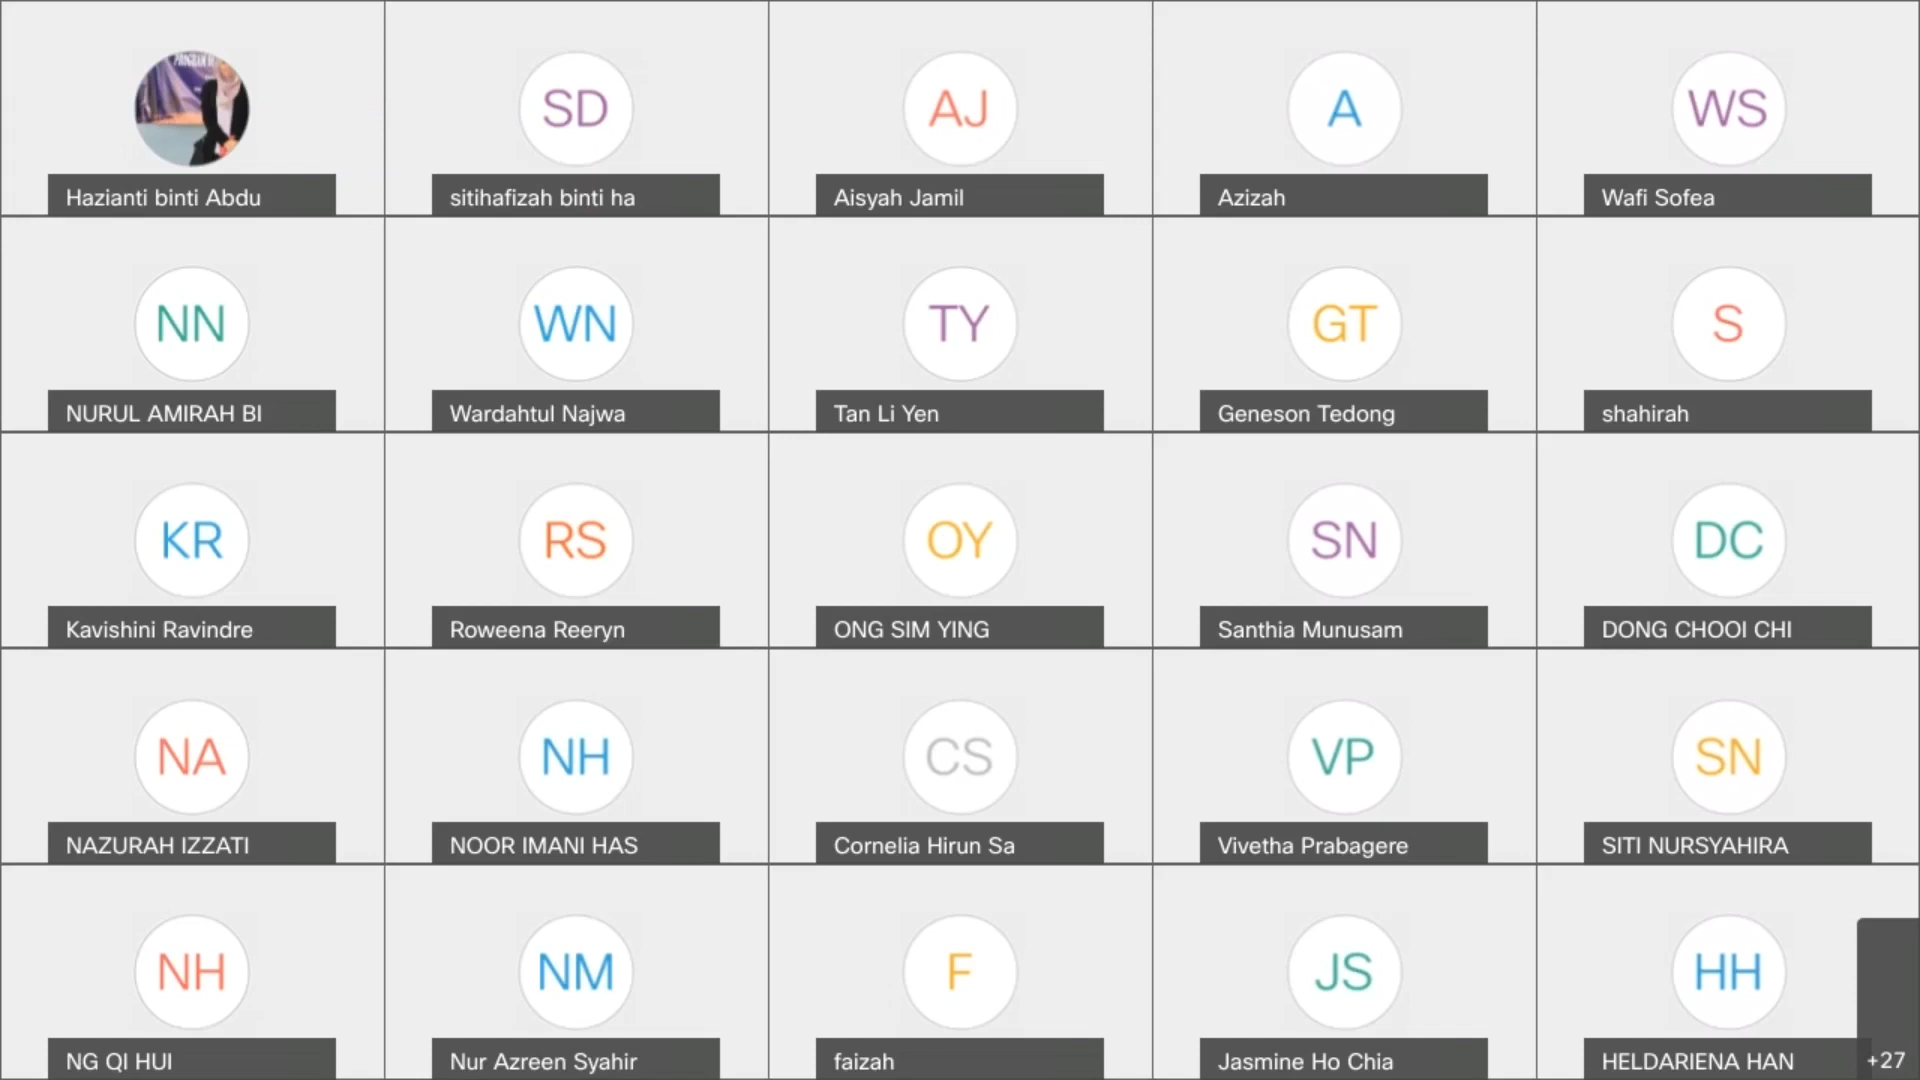 PROGRAM
Hazianti binti Abdu
SD
sitihafizah binti ha
AJ
Aisyah Jamil
A
Azizah
WS
Wafi Sofea
NN
NURUL AMIRAH BI
WN
Wardahtul Najwa
TY
Tan Li Yen
GT
Geneson Tedong
S
shahirah
KR
Kavishini Ravindre
RS
Roweena Reeryn
OY
ONG SIM YING
SN
Santhia Munusam
DC
DONG CHOOI CHI
NA
NAZURAH IZZATI
NH
NOOR IMANI HAS
CS
Cornelia Hirun Sa
VP
Vivetha Prabagere
SN
SITI NURSYAHIRA
NH
NG QI HUI
NM
Nur Azreen Syahir
F
faizah
JS
Jasmine Ho Chia
HH
HELDARIENA HAN
+27